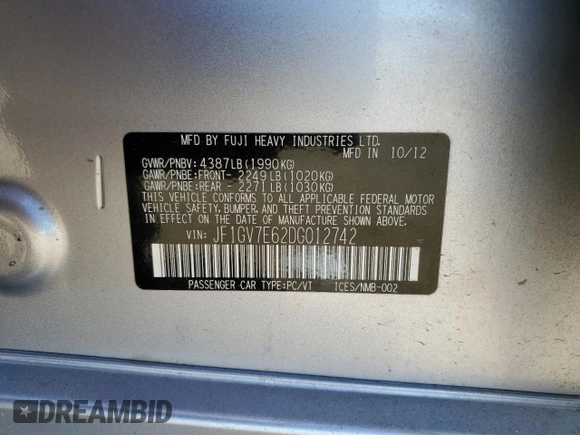 MFD BY FUJI HEAVY INDUSTRIES LTD.
MFD IN 10/12
GVWR/PNBV: 4387LB(1990KG)
GAWR/PNBE:FRONT- 2249LB(1020KG)
GAWR/PNBE:REAR - 2271LB(1030KG)
THIS VEHICLE CONFORMS TO ALL APPLICABLE FEDERAL MOTOR
VEHICLE SAFETY,BUMPER, AND THEFT PREVENTION STANDARDS
IN EFFECT ON THE DATE OF MANUFACTURE SHOWN ABOVE.
VIN: JF1GV7E62DG012742
PASSENGER CAR TYPE:PC/VT ICES/NMB-002
DREAMBID